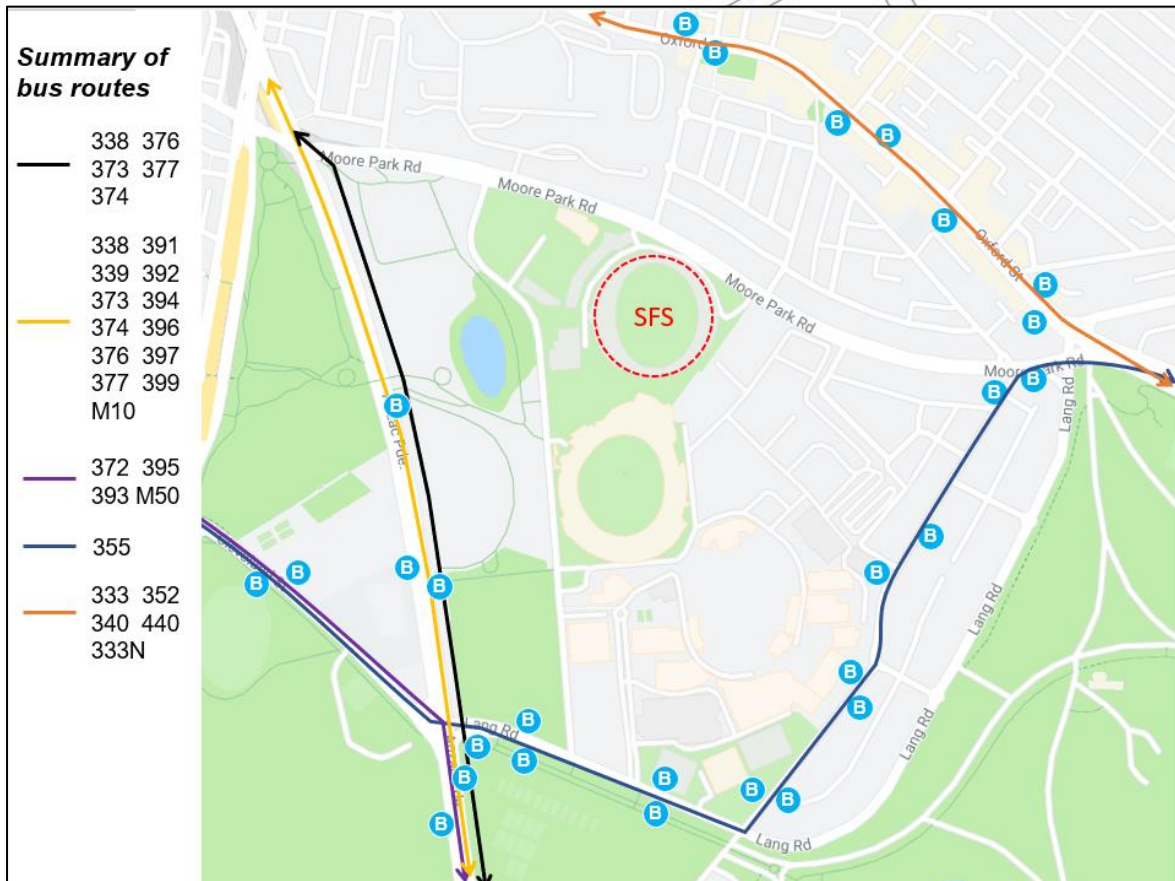 Summary of
bus routes
338 376
373 377
374
338 391
339 392
373 394
374 396
376 397
377 399
M10
372 395
393 M50
355
333 352
340 440
333N
B
Oxford
B
B
B
Moore Park Rd
Moore Park Rd
B
Oxford St
B
Moore Park Rd
SFS
B
Moore Park Rd
B
B
Lang Rd
B
B
B
B
B
B
B
Lang Rd
B
B
Lang Rd
B
Lang Rd
B
B
B
B
B
B
B
B
Lang Rd